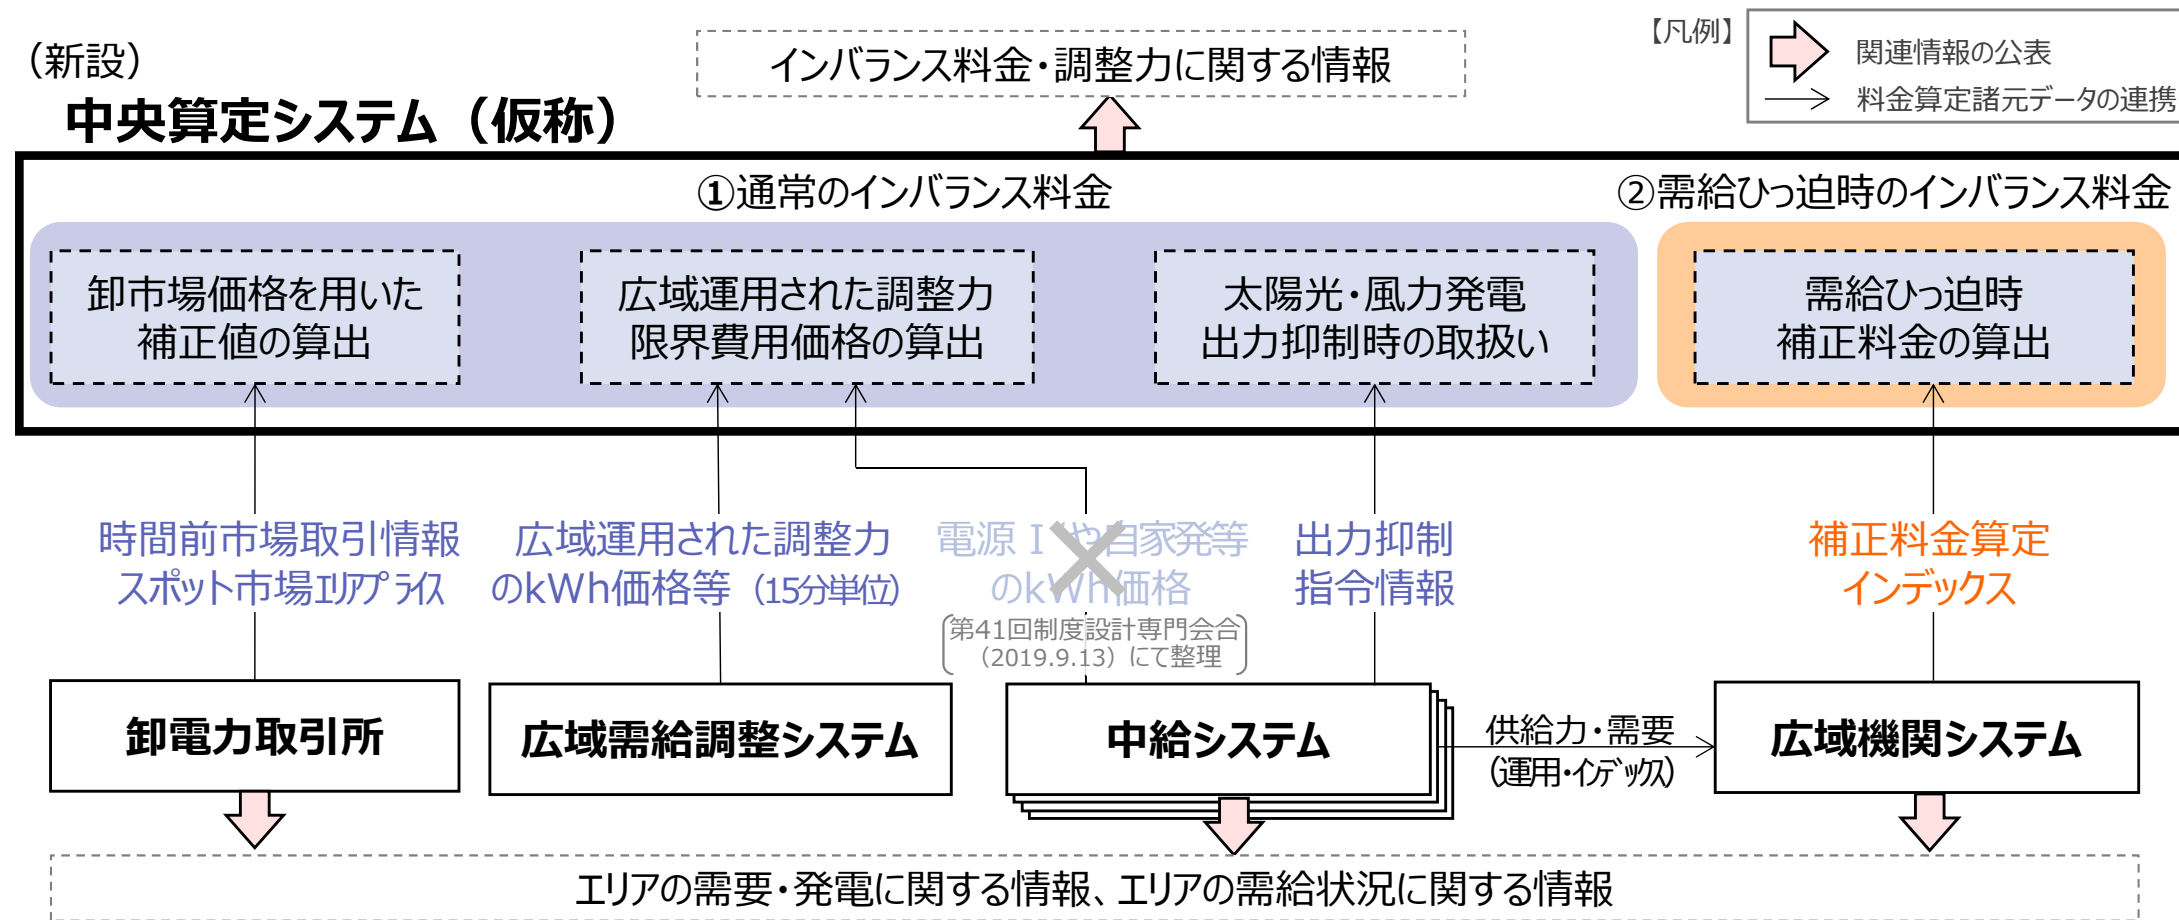 （新設）
中央算定システム（仮称）
インバランス料金・調整力に関する情報
【凡例】
関連情報の公表
料金算定諸元データの連携
①通常のインバランス料金
②需給ひっ迫時のインバランス料金
卸市場価格を用いた
補正値の算出
広域運用された調整力
限界費用価格の算出
太陽光・風力発電
出力抑制時の取扱い
需給ひっ迫時
補正料金の算出
時間前市場取引情報
スポット市場ｴﾘｱﾌﾟﾗｲｽ
広域運用された調整力
のkWh価格等（15分単位）
電源Ⅰや自家発等
のkWh価格
第41回制度設計専門会合
（2019.9.13）にて整理
出力抑制
指令情報
補正料金算定
インデックス
卸電力取引所
広域需給調整システム
中給システム
供給力・需要
（運用・ｲﾝﾃﾞｯｸｽ）
広域機関システム
エリアの需要・発電に関する情報、エリアの需給状況に関する情報